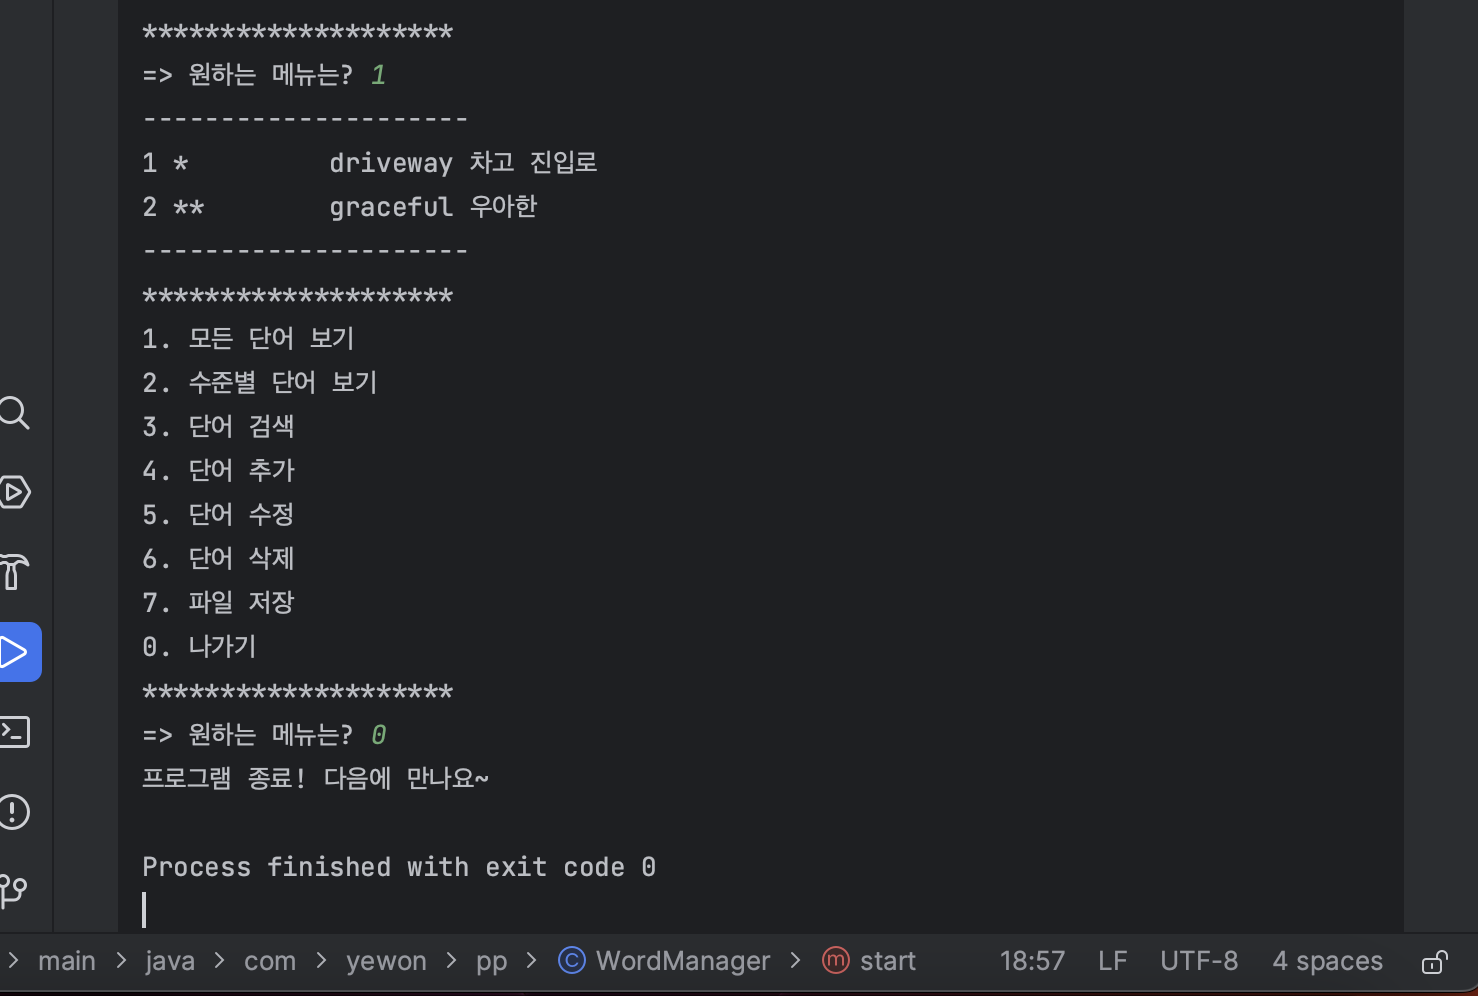 ********************
=> 원하는 메뉴는? 1
---------------------
1 *         driveway 차고 진입로
2 **        graceful 우아한
---------------------
********************
1. 모든 단어 보기
2. 수준별 단어 보기
3. 단어 검색
4. 단어 추가
5. 단어 수정
6. 단어 삭제
7. 파일 저장
0. 나가기
********************
=> 원하는 메뉴는? 0
프로그램 종료! 다음에 만나요~
Process finished with exit code 0
> main > java > com > yewon > pp > C WordManager > m start 18:57 LF UTF-8 4 spaces